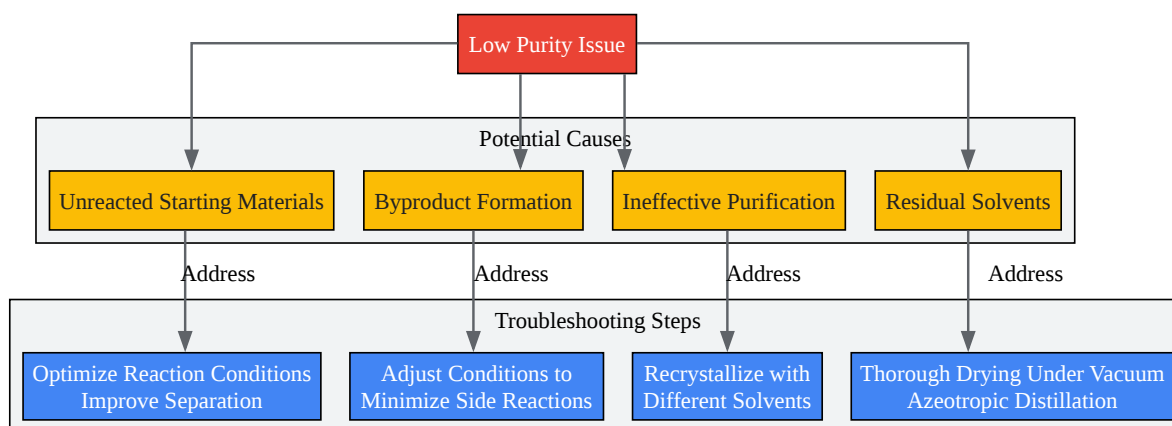 Low Purity Issue
Potential Causes
Unreacted Starting Materials
Byproduct Formation
Ineffective Purification
Residual Solvents
Address
Address
Address
Address
Troubleshooting Steps
Optimize Reaction Conditions
Improve Separation
Adjust Conditions to
Minimize Side Reactions
Recrystallize with
Different Solvents
Thorough Drying Under Vacuum
Azeotropic Distillation